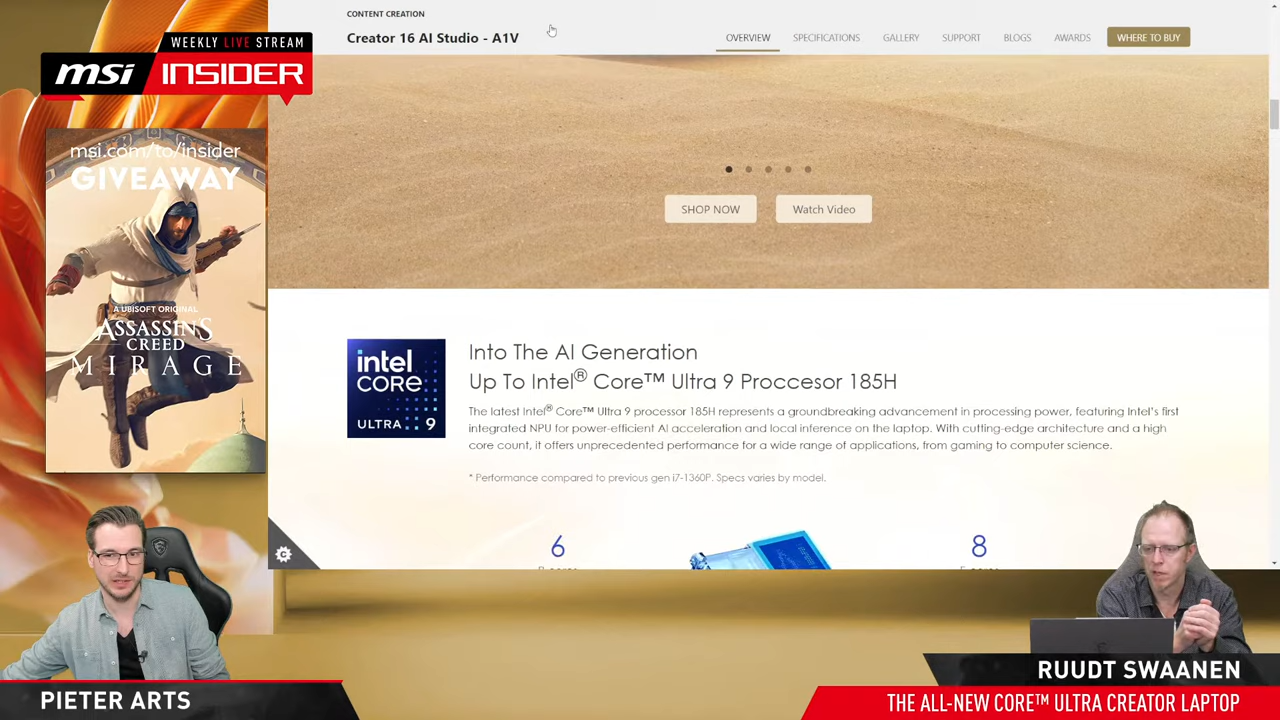 CONTENT CREATION
Creator 16 AI Studio - A1V
OVERVIEW
SPECIFICATIONS
GALLERY
SUPPORT
BLOGS
AWARDS
WHERE TO BUY
WEEKLY LIVE STREAM
msi INSIDER
msi.com/to/insider
GIVEAWAY
A UBISOFT ORIGINAL
ASSASSIN'S
CREED
MIRAGE
SHOP NOW
Watch Video
intel
CORE
ULTRA 9
Into The AI Generation
Up To Intel® Core™ Ultra 9 Proccesor 185H
The latest Intel® Core™ Ultra 9 processor 185H represents a groundbreaking advancement in processing power, featuring Intel's first
integrated NPU for power-efficient AI acceleration and local inference on the laptop. With cutting-edge architecture and a high
core count, it offers unprecedented performance for a wide range of applications, from gaming to computer science.
* Performance compared to previous gen i7-1360P. Specs varies by model.
6
8
PIETER ARTS
RUUDT SWAANEN
THE ALL-NEW CORE™ ULTRA CREATOR LAPTOP